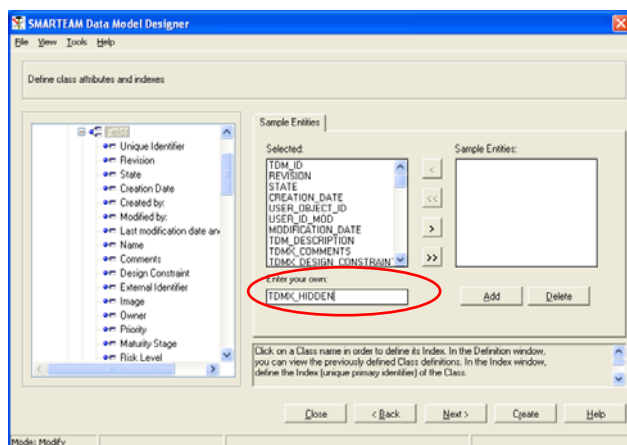 SMARTEAM Data Model Designer
File View Tools Help
Define class attributes and indexes
Fields
Unique Identifier
Revision
State
Creation Date
Created by:
Modified by:
Last modification date an
Name
Comments
Design Constraint
External Identifier
Image
Owner
Priority
Maturity Stage
Risk Level
Sample Entities
Selected:
TDM_ID
REVISION
STATE
CREATION_DATE
USER_OBJECT_ID
USER_ID_MOD
MODIFICATION_DATE
TDM_DESCRIPTION
TDMX_COMMENTS
TDMX_DESIGN_CONSTRAINT
<
<<
>
>>
Sample Entities:
Enter your own:
TDMX_HIDDEN
Add Delete
Click on a Class name in order to define its Index. In the Definition window,
you can view the previously defined Class definitions. In the Index window,
define the Index (unique primary identifier) of the Class.
Close < Back Next > Create Help
Mode: Modify